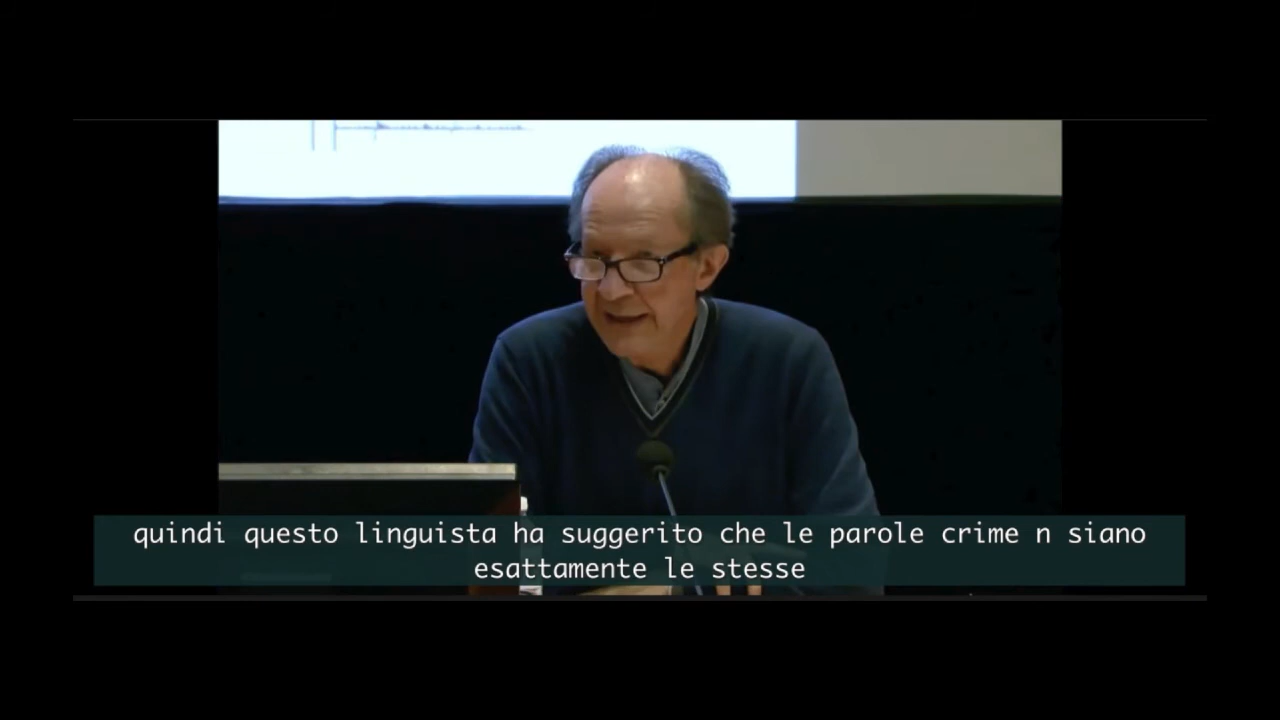 quindi questo linguista ha suggerito che le parole crime n siano
esattamente le stesse